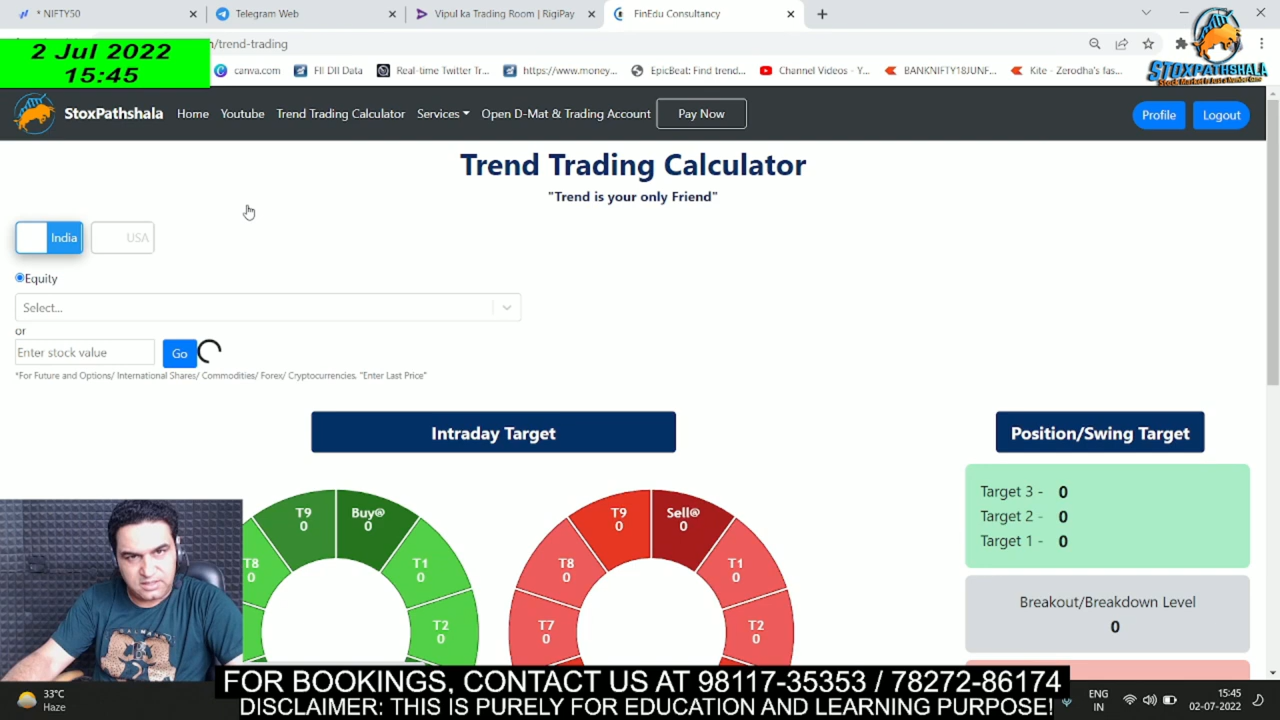 * NIFTY50
Telegram Web
Vipul ka Trading Room | RigiPay
FinEdu Consultancy
2 Jul 2022
15:45
/trend-trading
canva.com
FII DII Data
Real-time Twitter Tr...
https://www.money...
EpicBeat: Find trend...
Channel Videos - Y...
BANKNIFTY18JUNF...
Kite - Zerodha's fas...
STOXPATHSHALA
StoxPathshala
Home
Youtube
Trend Trading Calculator
Services
Open D-Mat & Trading Account
Pay Now
Profile
Logout
Trend Trading Calculator
"Trend is your only Friend"
India
USA
Equity
Select...
or
Enter stock value
Go
*For Future and Options/ International Shares/ Commodities/ Forex/ Cryptocurrencies, "Enter Last Price"
Intraday Target
Position/Swing Target
T9
0
Buy@
0
T8
0
T1
0
T2
0
T9
0
Sell@
0
T8
0
T1
0
T7
0
T2
0
Target 3 - 0
Target 2 - 0
Target 1 - 0
Breakout/Breakdown Level
0
FOR BOOKINGS, CONTACT US AT 98117-35353 / 78272-86174
DISCLAIMER: THIS IS PURELY FOR EDUCATION AND LEARNING PURPOSE!
33°C
Haze
ENG
IN
15:45
02-07-2022